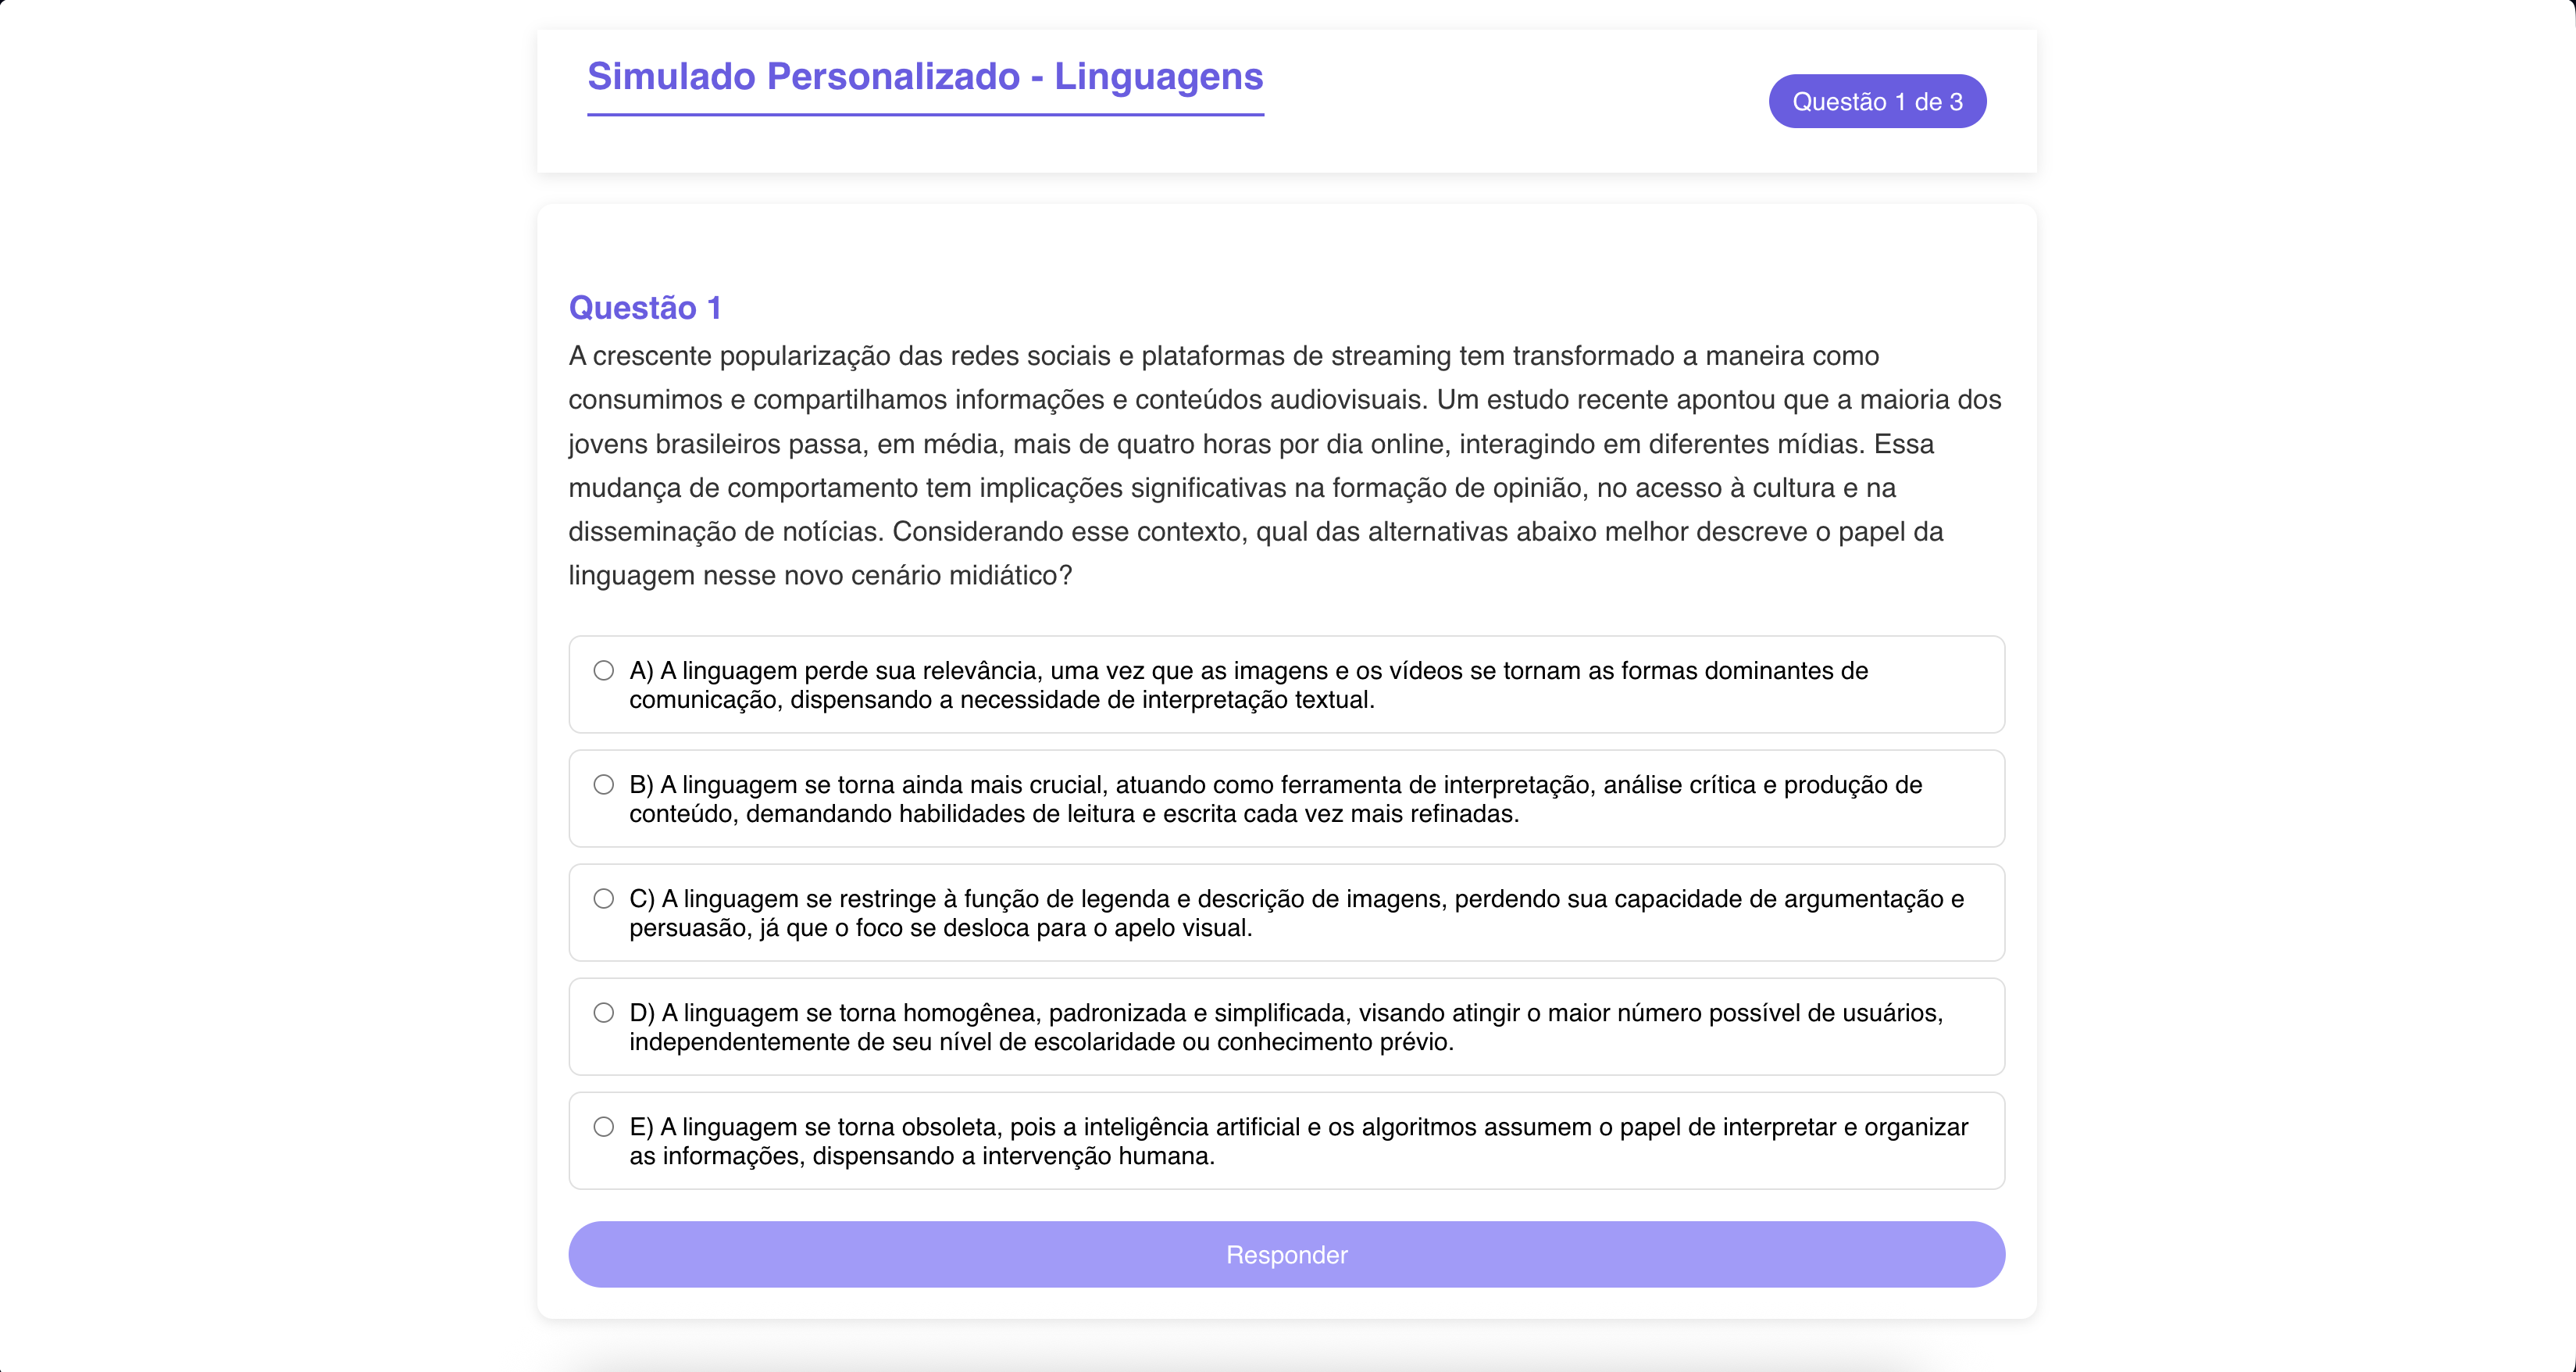 Simulado Personalizado - Linguagens
Questão 1 de 3
Questão 1
A crescente popularização das redes sociais e plataformas de streaming tem transformado a maneira como
consumimos e compartilhamos informações e conteúdos audiovisuais. Um estudo recente apontou que a maioria dos
jovens brasileiros passa, em média, mais de quatro horas por dia online, interagindo em diferentes mídias. Essa
mudança de comportamento tem implicações significativas na formação de opinião, no acesso à cultura e na
disseminação de notícias. Considerando esse contexto, qual das alternativas abaixo melhor descreve o papel da
linguagem nesse novo cenário midiático?
A) A linguagem perde sua relevância, uma vez que as imagens e os vídeos se tornam as formas dominantes de
comunicação, dispensando a necessidade de interpretação textual.
B) A linguagem se torna ainda mais crucial, atuando como ferramenta de interpretação, análise crítica e produção de
conteúdo, demandando habilidades de leitura e escrita cada vez mais refinadas.
C) A linguagem se restringe à função de legenda e descrição de imagens, perdendo sua capacidade de argumentação e
persuasão, já que o foco se desloca para o apelo visual.
D) A linguagem se torna homogênea, padronizada e simplificada, visando atingir o maior número possível de usuários,
independentemente de seu nível de escolaridade ou conhecimento prévio.
E) A linguagem se torna obsoleta, pois a inteligência artificial e os algoritmos assumem o papel de interpretar e organizar
as informações, dispensando a intervenção humana.
Responder